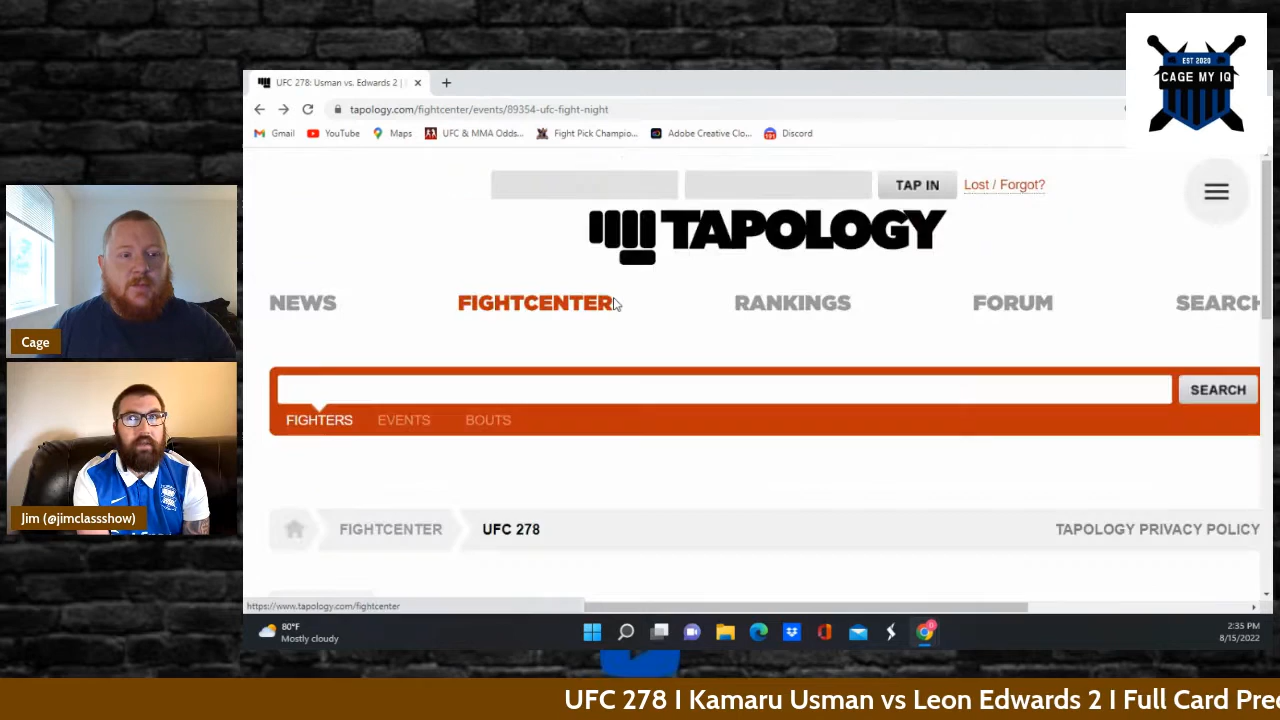 EST 2020
CAGE MY IQ
UFC 278: Usman vs. Edwards 2 |
tapology.com/fightcenter/events/89354-ufc-fight-night
Gmail YouTube Maps UFC & MMA Odds... Fight Pick Champio... Adobe Creative Clo... Discord
TAP IN Lost / Forgot?
TAPOLOGY
NEWS FIGHTCENTER RANKINGS FORUM SEARCH
SEARCH
FIGHTERS EVENTS BOUTS
FIGHTCENTER UFC 278 TAPOLOGY PRIVACY POLICY
https://www.tapology.com/fightcenter
80°F
Mostly cloudy
2:35 PM
8/15/2022
Cage
Jim (@jimclassshow)
UFC 278 I Kamaru Usman vs Leon Edwards 2 I Full Card Pre